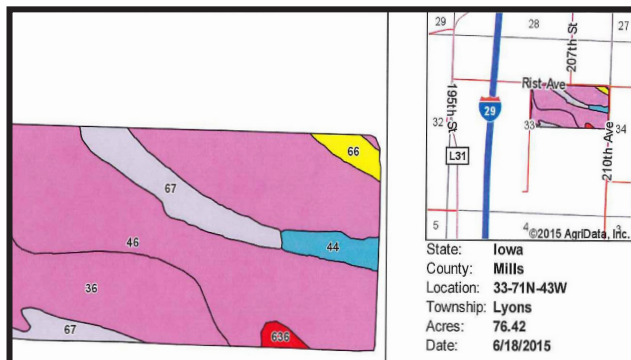 66
67
46
44
36
67
636
29
28
27
207th-St
Rist-Ave
195th-St
29
32
33
34
L31
210th-Ave
5
4
3
©2015 AgriData, Inc.
State: Iowa
County: Mills
Location: 33-71N-43W
Township: Lyons
Acres: 76.42
Date: 6/18/2015